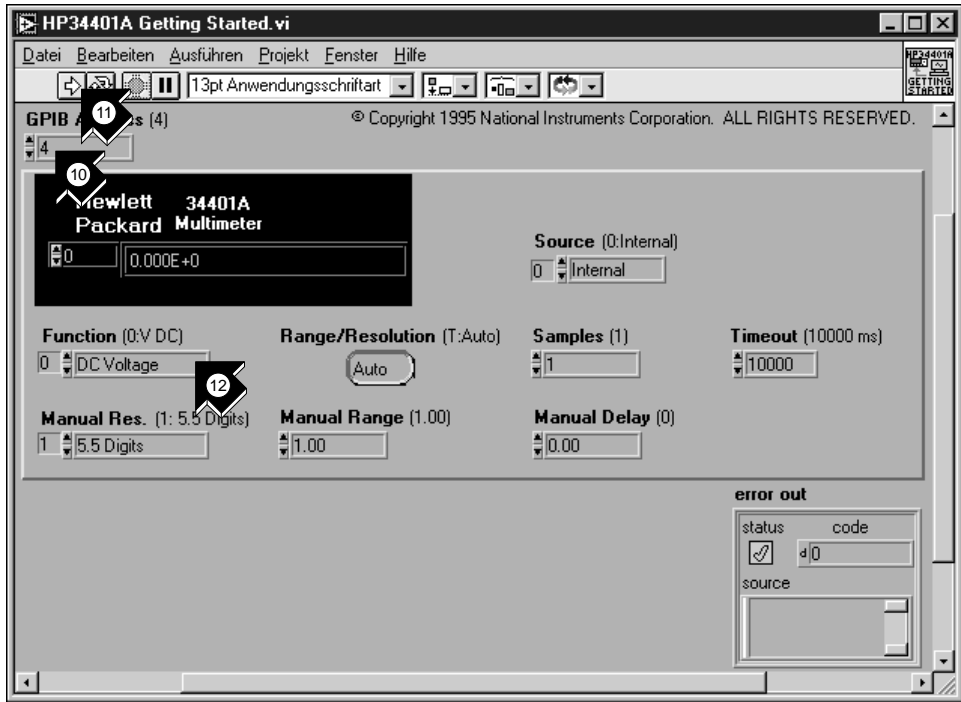 HP34401A Getting Started.vi
Datei Bearbeiten Ausführen Projekt Fenster Hilfe
HP34401A
GETTING
STARTED
13pt Anwendungsschriftart
11
GPIB (4)
© Copyright 1995 National Instruments Corporation. ALL RIGHTS RESERVED.
4
10
Hewlett 34401A
Packard Multimeter
0 0.000E+0
Source (0:Internal)
0 Internal
Function (0:V DC) Range/Resolution (T:Auto) Samples (1) Timeout (10000 ms)
0 DC Voltage Auto 1 10000
12
Manual Res. (1: 5.5 Digits) Manual Range (1.00) Manual Delay (0)
1 5.5 Digits 1.00 0.00
error out
status code
d 0
source